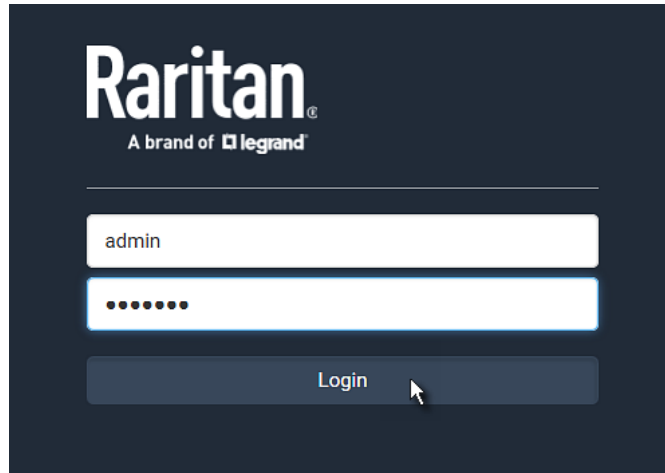 Raritan®
A brand of legrand®
admin
•••••••
Login